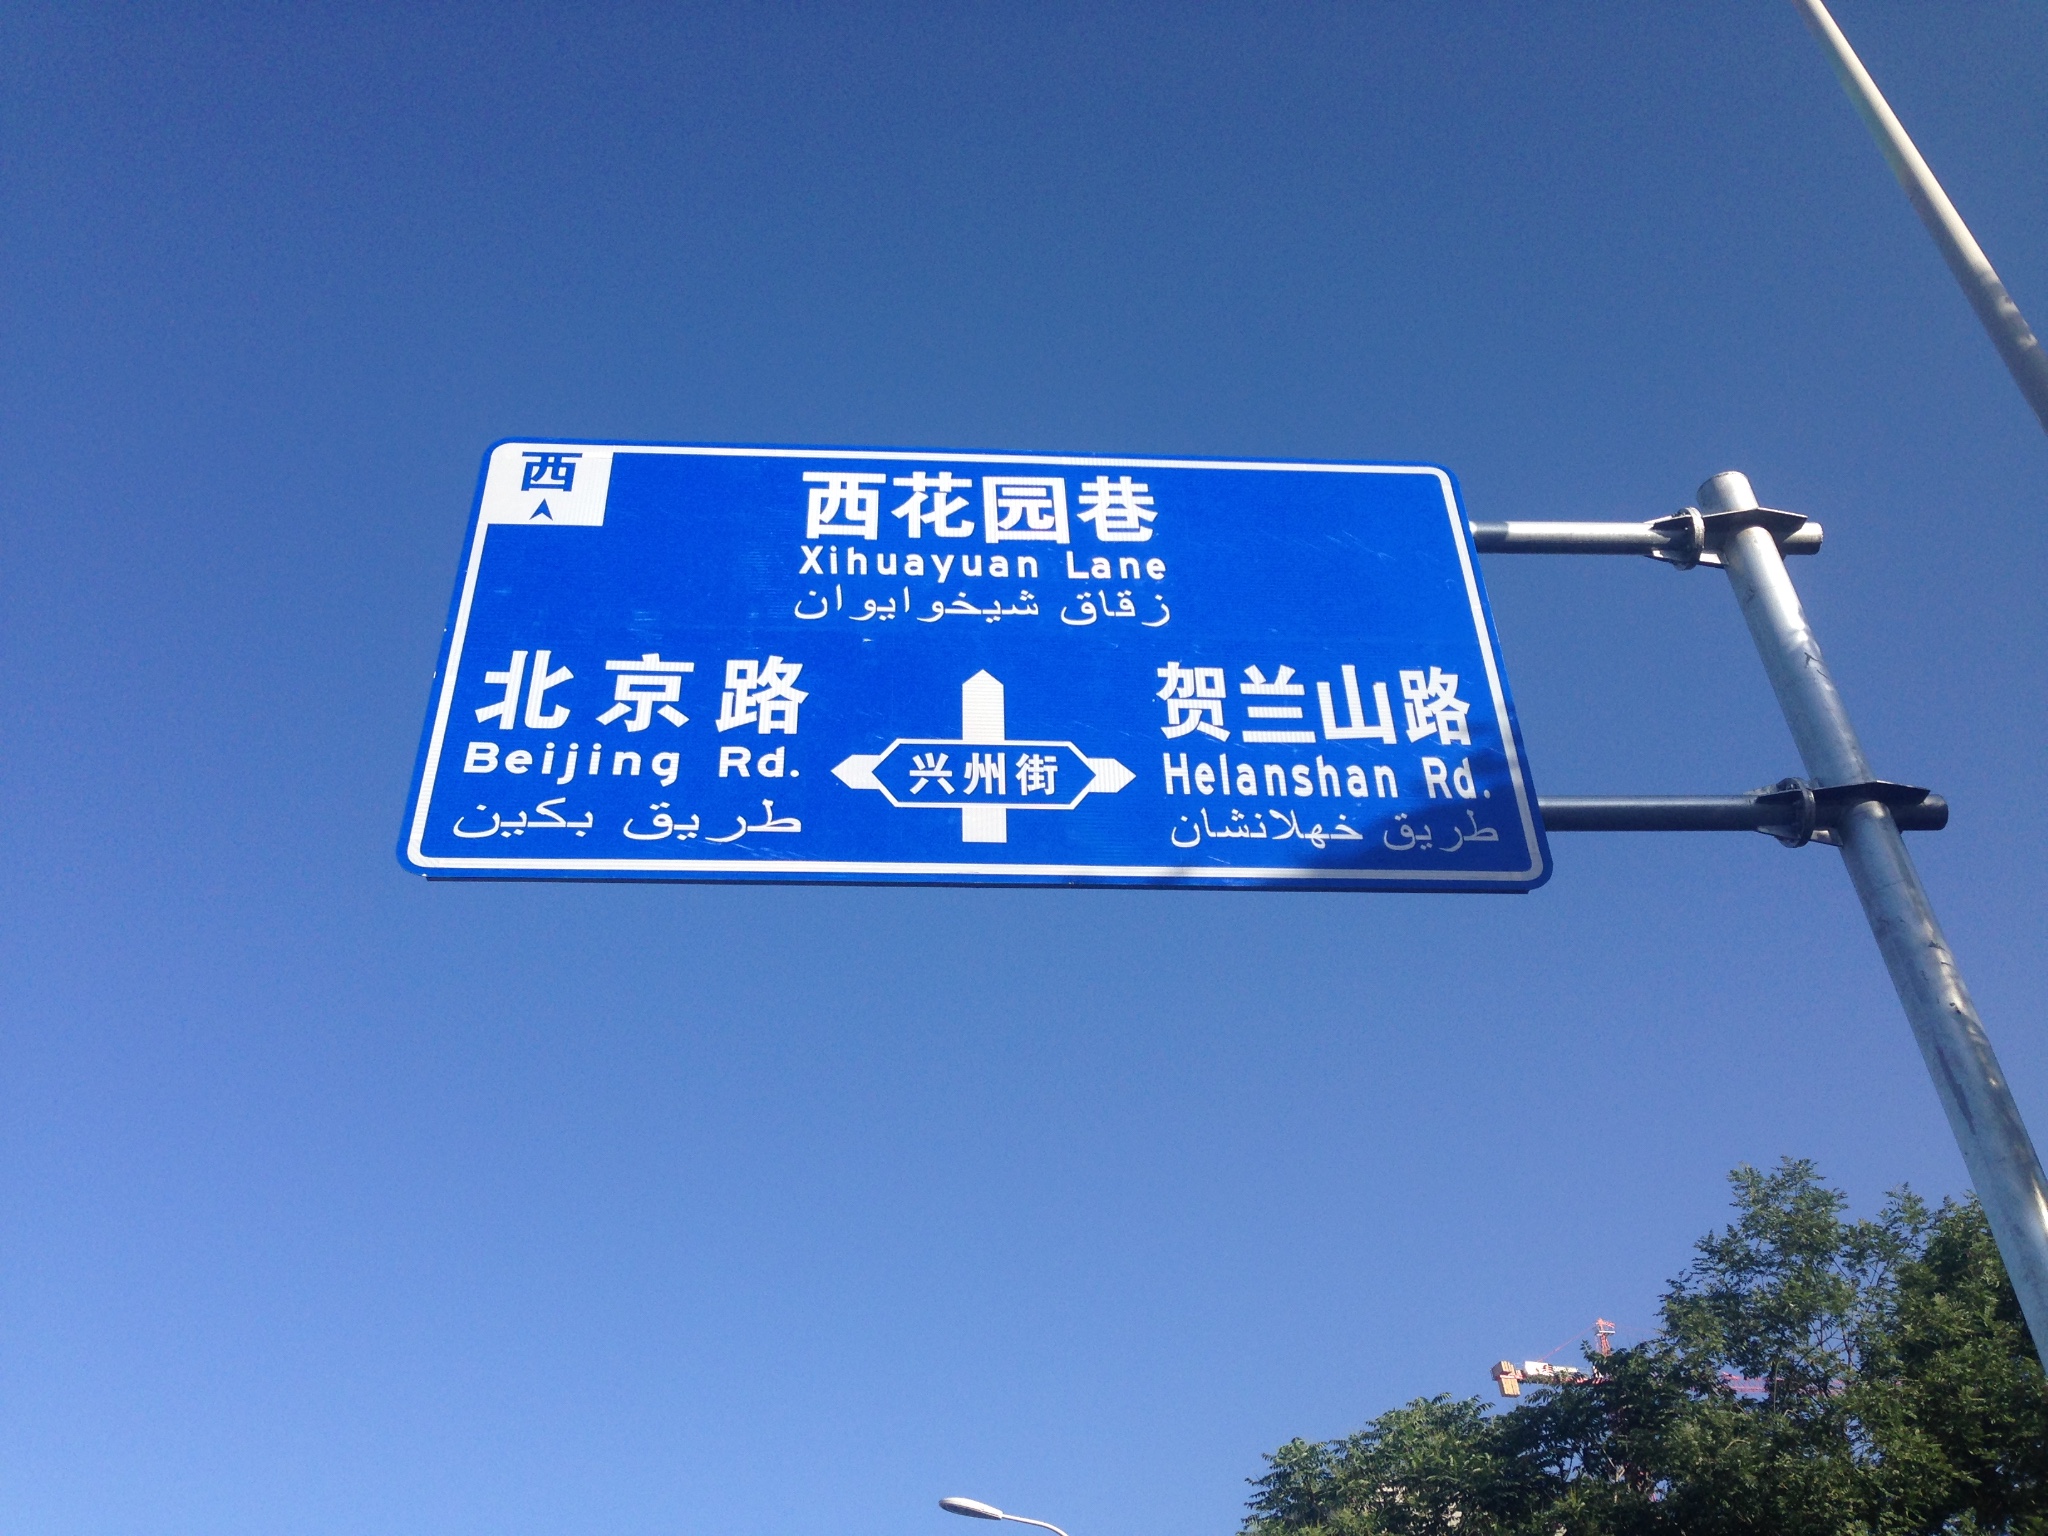 西
西花园巷
Xihuayuan Lane
زقاق شيخوايوان
北京路
Beijing Rd.
طريق بكين
兴州街
贺兰山路
Helanshan Rd.
طريق خهلانشان